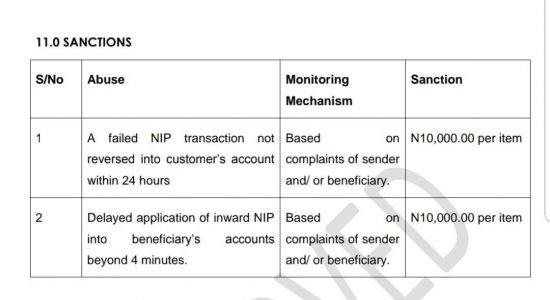 11.0 SANCTIONS
S/No Abuse Monitoring Mechanism Sanction
1 A failed NIP transaction not reversed into customer's account within 24 hours Based on complaints of sender and/ or beneficiary. N10,000.00 per item
2 Delayed application of inward NIP into beneficiary's accounts beyond 4 minutes. Based on complaints of sender and/ or beneficiary. N10,000.00 per item